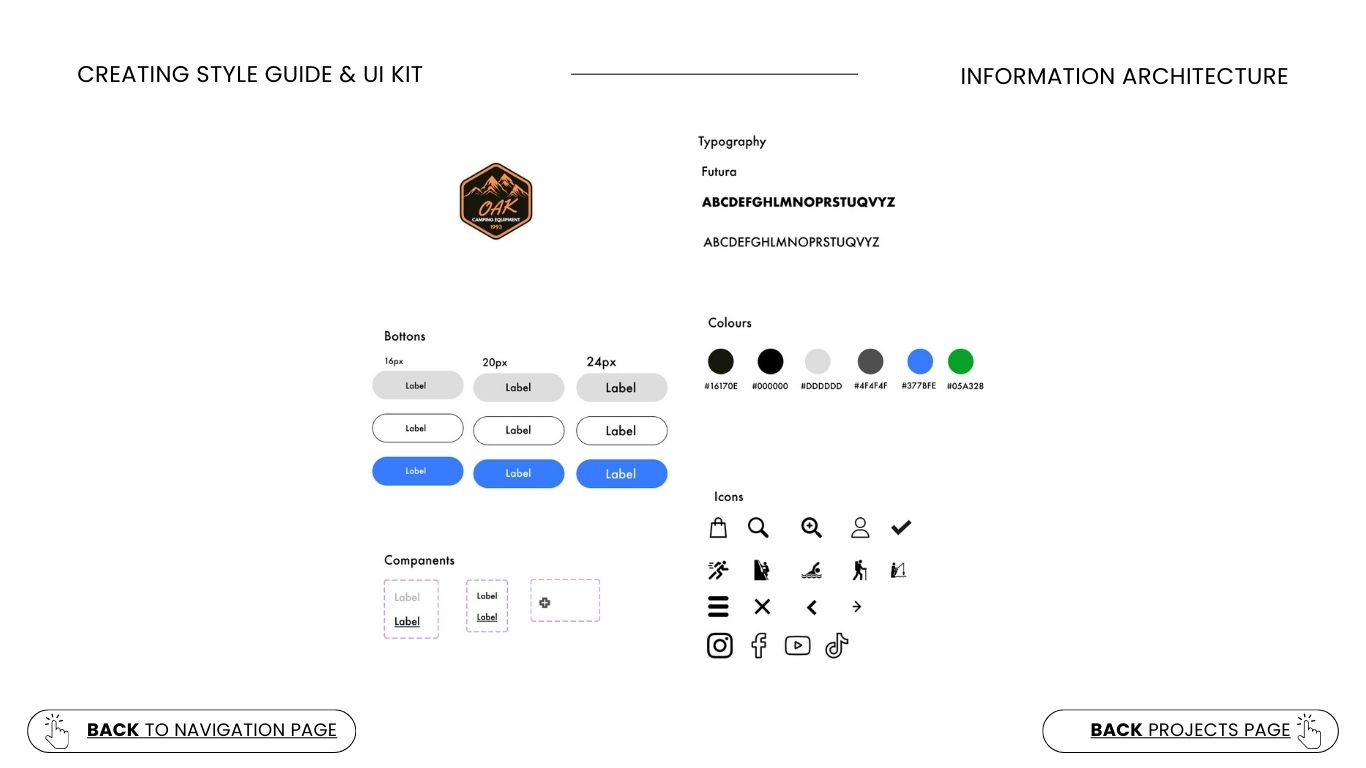 CREATING STYLE GUIDE & UI KIT
INFORMATION ARCHITECTURE
OAK
CAMPING EQUIPMENT
1993
Typography
Futura
ABCDEFGHLMNOPRSTUQVYZ
ABCDEFGHLMNOPRSTUQVYZ
Bottons
16px 20px 24px
Label Label Label
Label Label Label
Label Label Label
Colours
#16170E #000000 #DDDDDD #4F4F4F #377BFE #05A328
Icons
Companents
Label
Label
Label
Label
BACK TO NAVIGATION PAGE
BACK PROJECTS PAGE